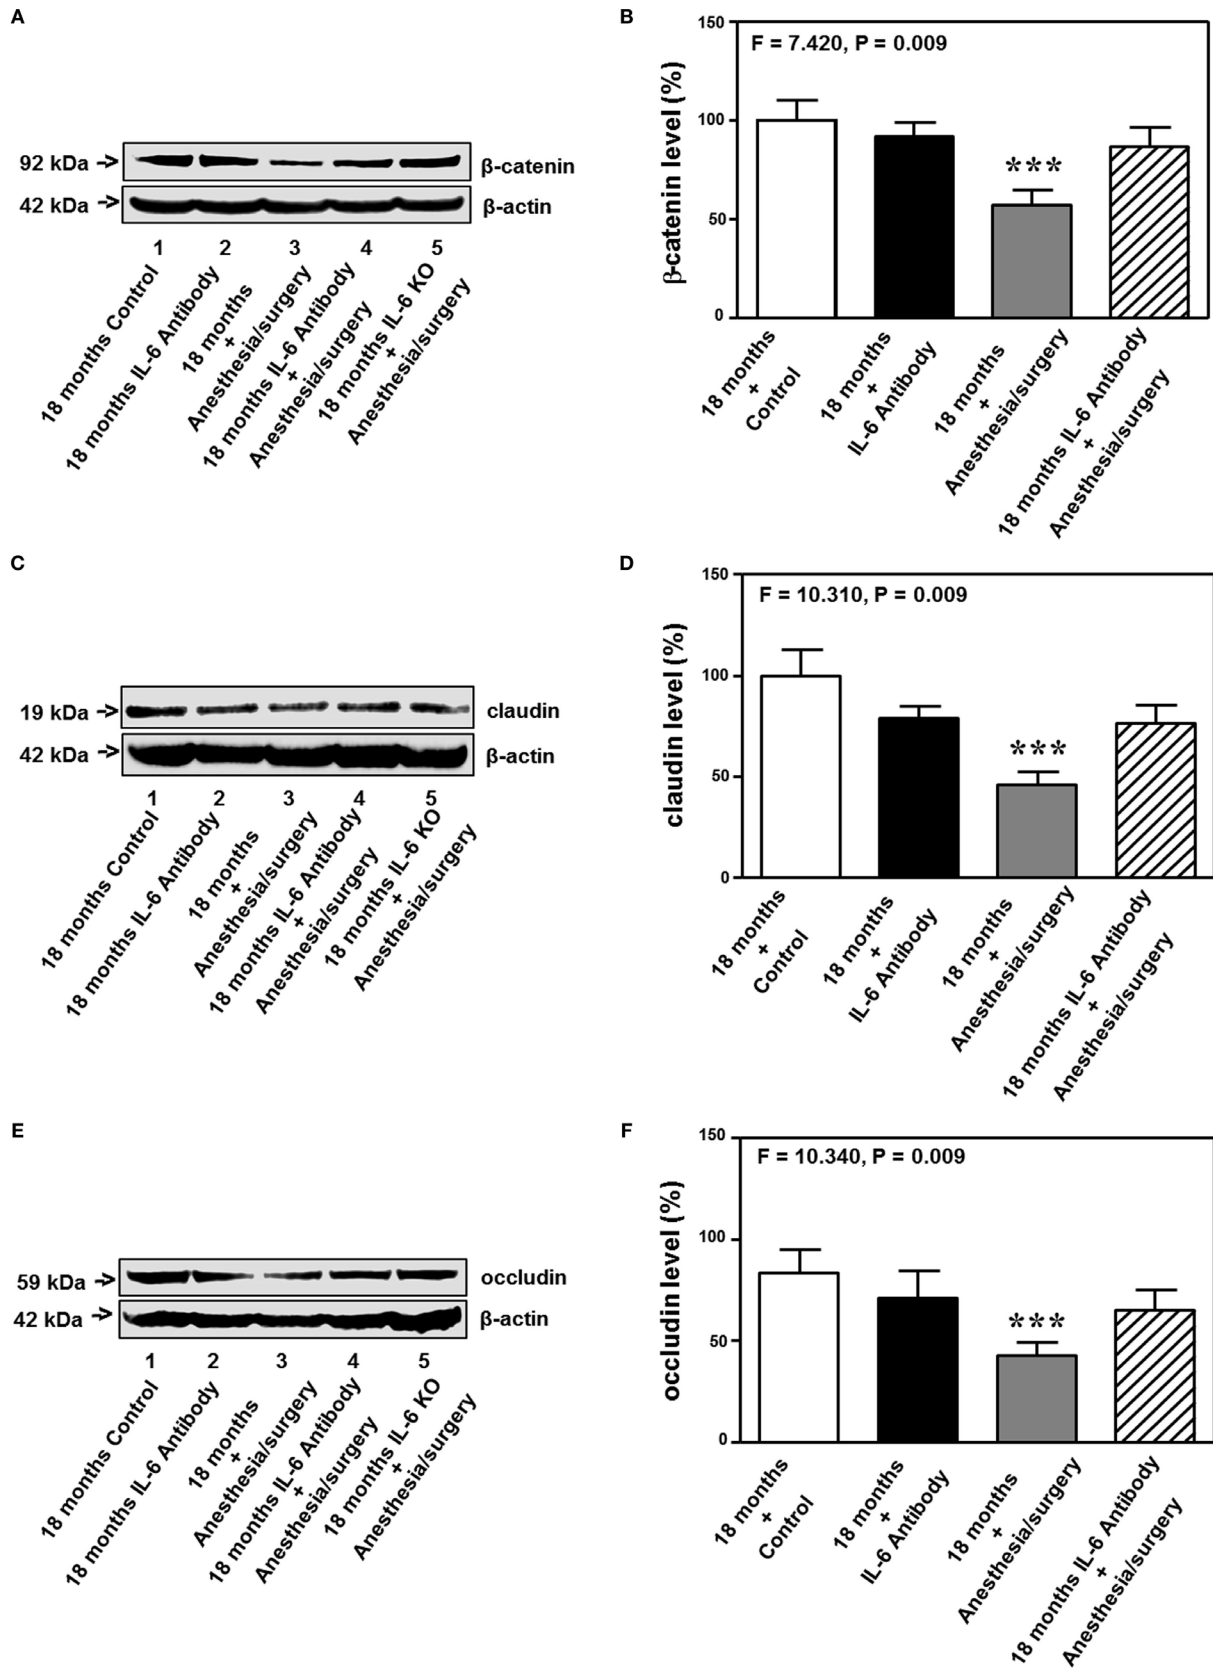 A
92 kDa
β-catenin
42 kDa
β-actin
1 2 3 4 5
18 months Control
18 months IL-6 Antibody
18 months
+
Anesthesia/surgery
18 months IL-6 Antibody
+
Anesthesia/surgery
18 months IL-6 KO
+
Anesthesia/surgery
B
β-catenin level (%)
150
100
50
0
F = 7.420, P = 0.009
***
18 months
+
Control
18 months
+
IL-6 Antibody
18 months
+
Anesthesia/surgery
18 months IL-6 Antibody
+
Anesthesia/surgery
C
19 kDa
claudin
42 kDa
β-actin
1 2 3 4 5
18 months Control
18 months IL-6 Antibody
18 months
+
Anesthesia/surgery
18 months IL-6 Antibody
+
Anesthesia/surgery
18 months IL-6 KO
+
Anesthesia/surgery
D
claudin level (%)
150
100
50
0
F = 10.310, P = 0.009
***
18 months
+
Control
18 months
+
IL-6 Antibody
18 months
+
Anesthesia/surgery
18 months IL-6 Antibody
+
Anesthesia/surgery
E
59 kDa
occludin
42 kDa
β-actin
1 2 3 4 5
18 months Control
18 months IL-6 Antibody
18 months
+
Anesthesia/surgery
18 months IL-6 Antibody
+
Anesthesia/surgery
18 months IL-6 KO
+
Anesthesia/surgery
F
occludin level (%)
150
100
50
0
F = 10.340, P = 0.009
***
18 months
+
Control
18 months
+
IL-6 Antibody
18 months
+
Anesthesia/surgery
18 months IL-6 Antibody
+
Anesthesia/surgery